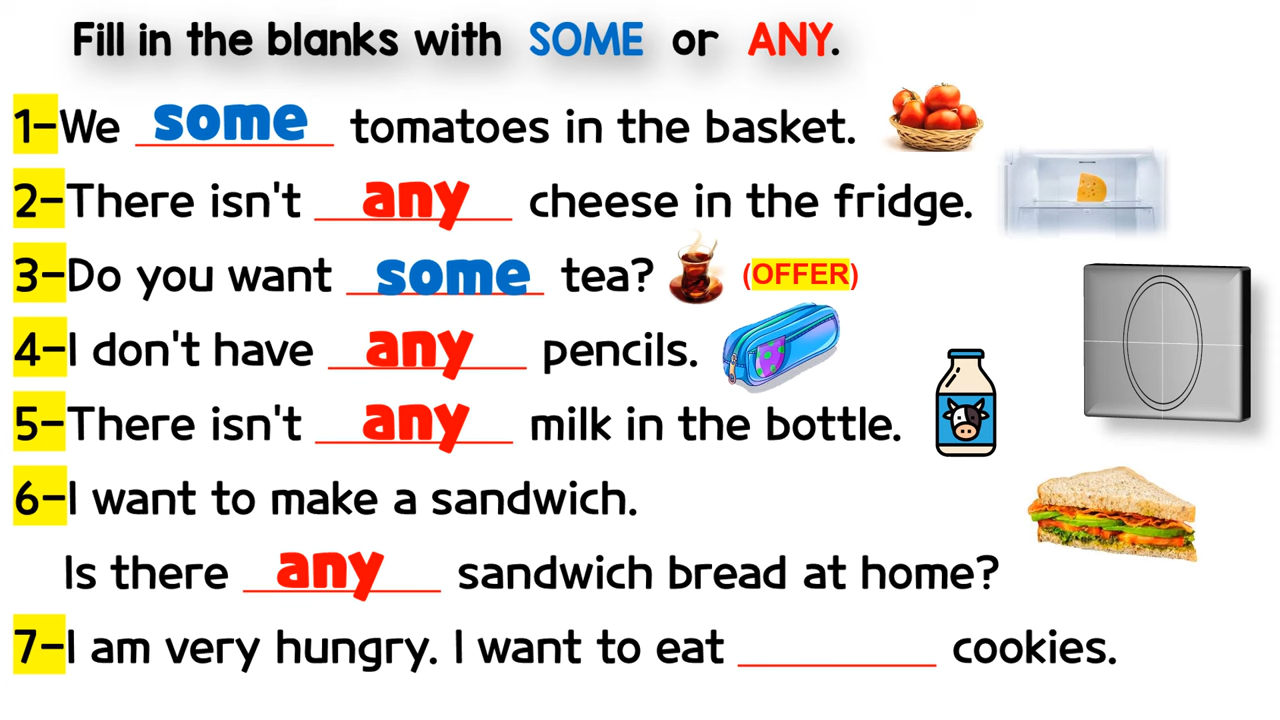 Fill in the blanks with SOME or ANY.
1-We some tomatoes in the basket.
2-There isn't any cheese in the fridge.
3-Do you want some tea? (OFFER)
4-I don't have any pencils.
5-There isn't any milk in the bottle.
6-I want to make a sandwich.
Is there any sandwich bread at home?
7-I am very hungry. I want to eat __________ cookies.